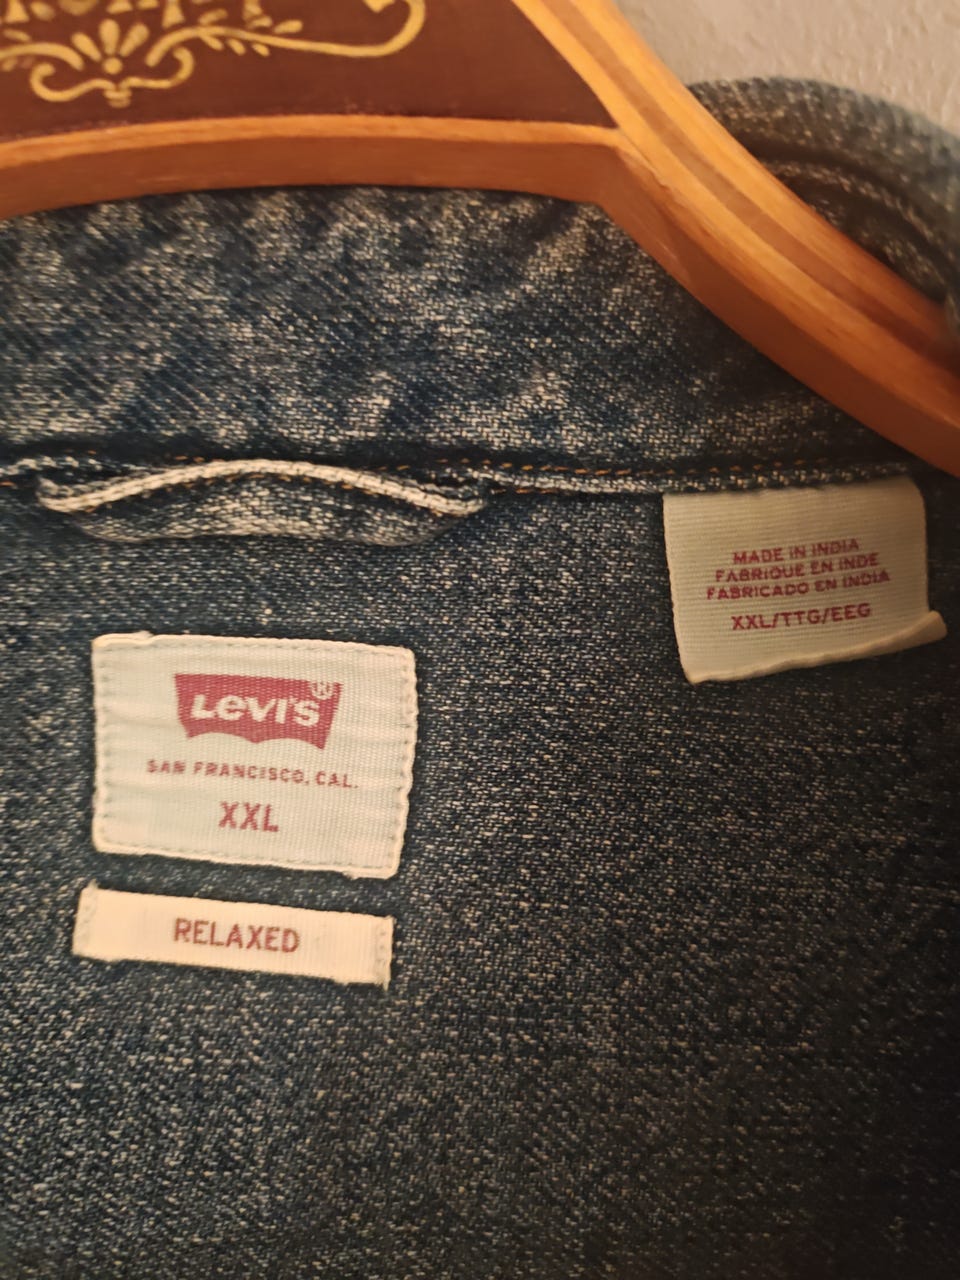 MADE IN INDIA
FABRIQUE EN INDE
FABRICADO EN INDIA
XXL/TTG/EEG
LEVI'S®
SAN FRANCISCO, CAL.
XXL
RELAXED